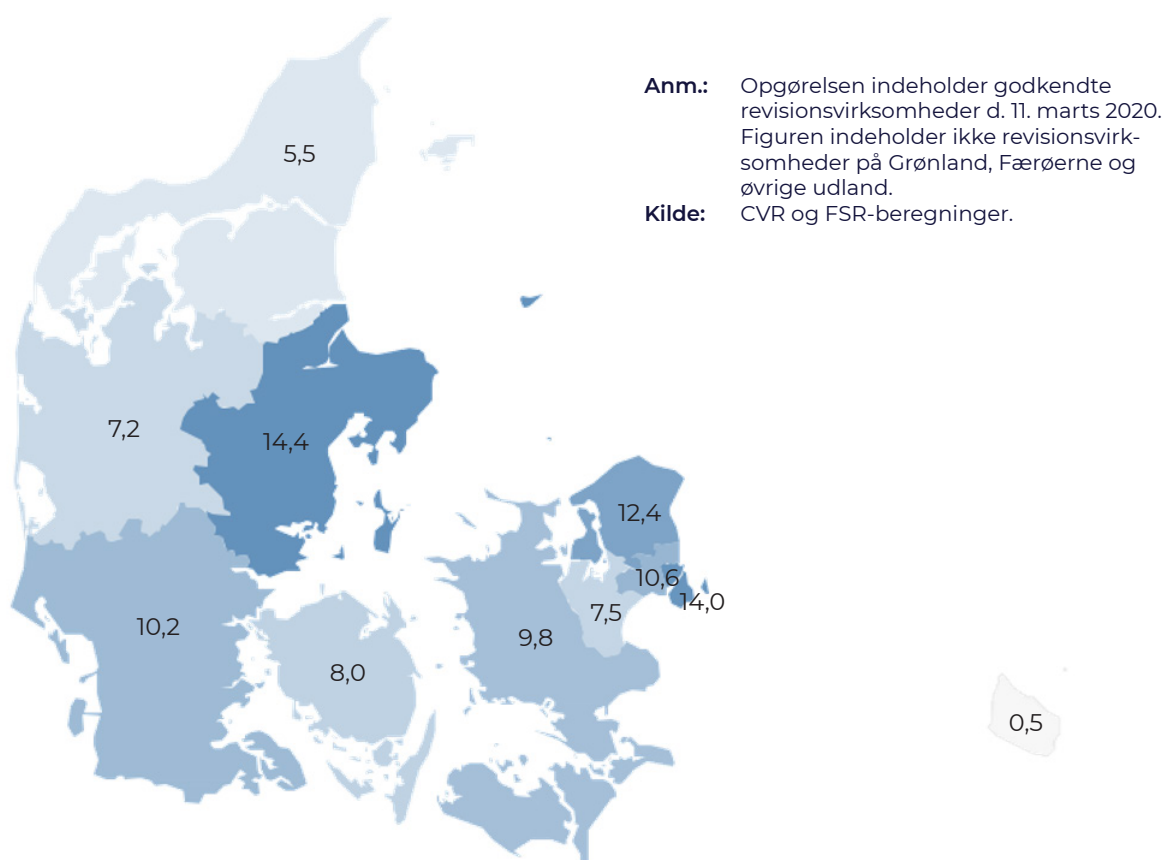 Anm.: Opgørelsen indeholder godkendte
revisionsvirksomheder d. 11. marts 2020.
Figuren indeholder ikke revisionsvirk-
somheder på Grønland, Færøerne og
øvrige udland.
Kilde: CVR og FSR-beregninger.
5,5
7,2
14,4
12,4
10,6
14,0
7,5
10,2
9,8
8,0
0,5